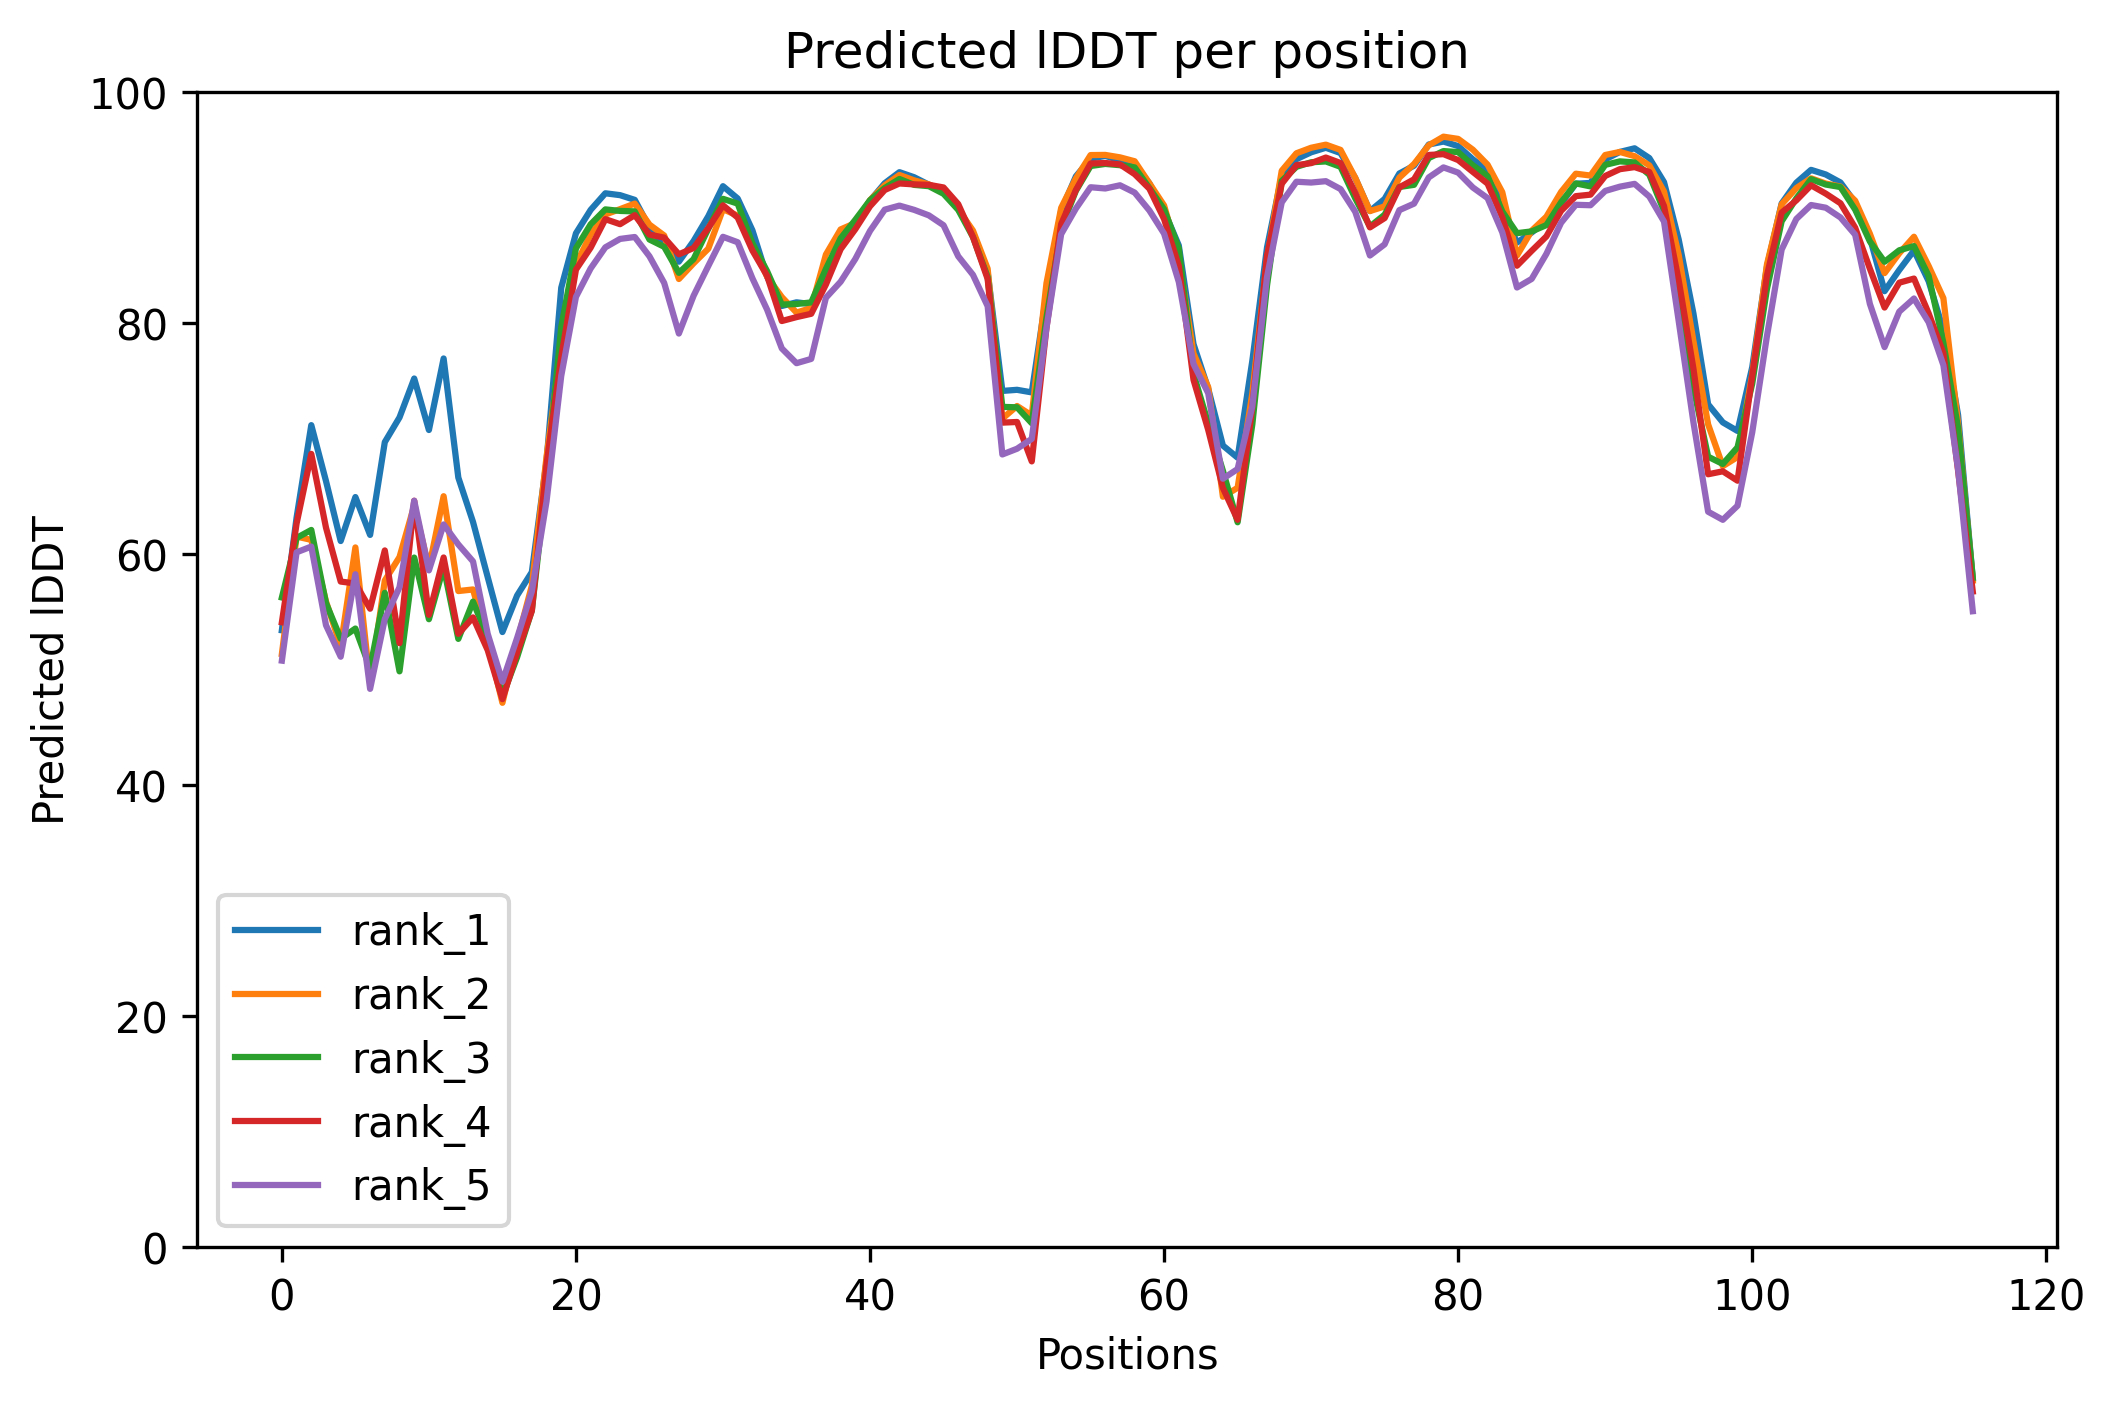 Predicted lDDT per position
100
80
60
40
20
0
Predicted lDDT
rank_1
rank_2
rank_3
rank_4
rank_5
0 20 40 60 80 100 120
Positions